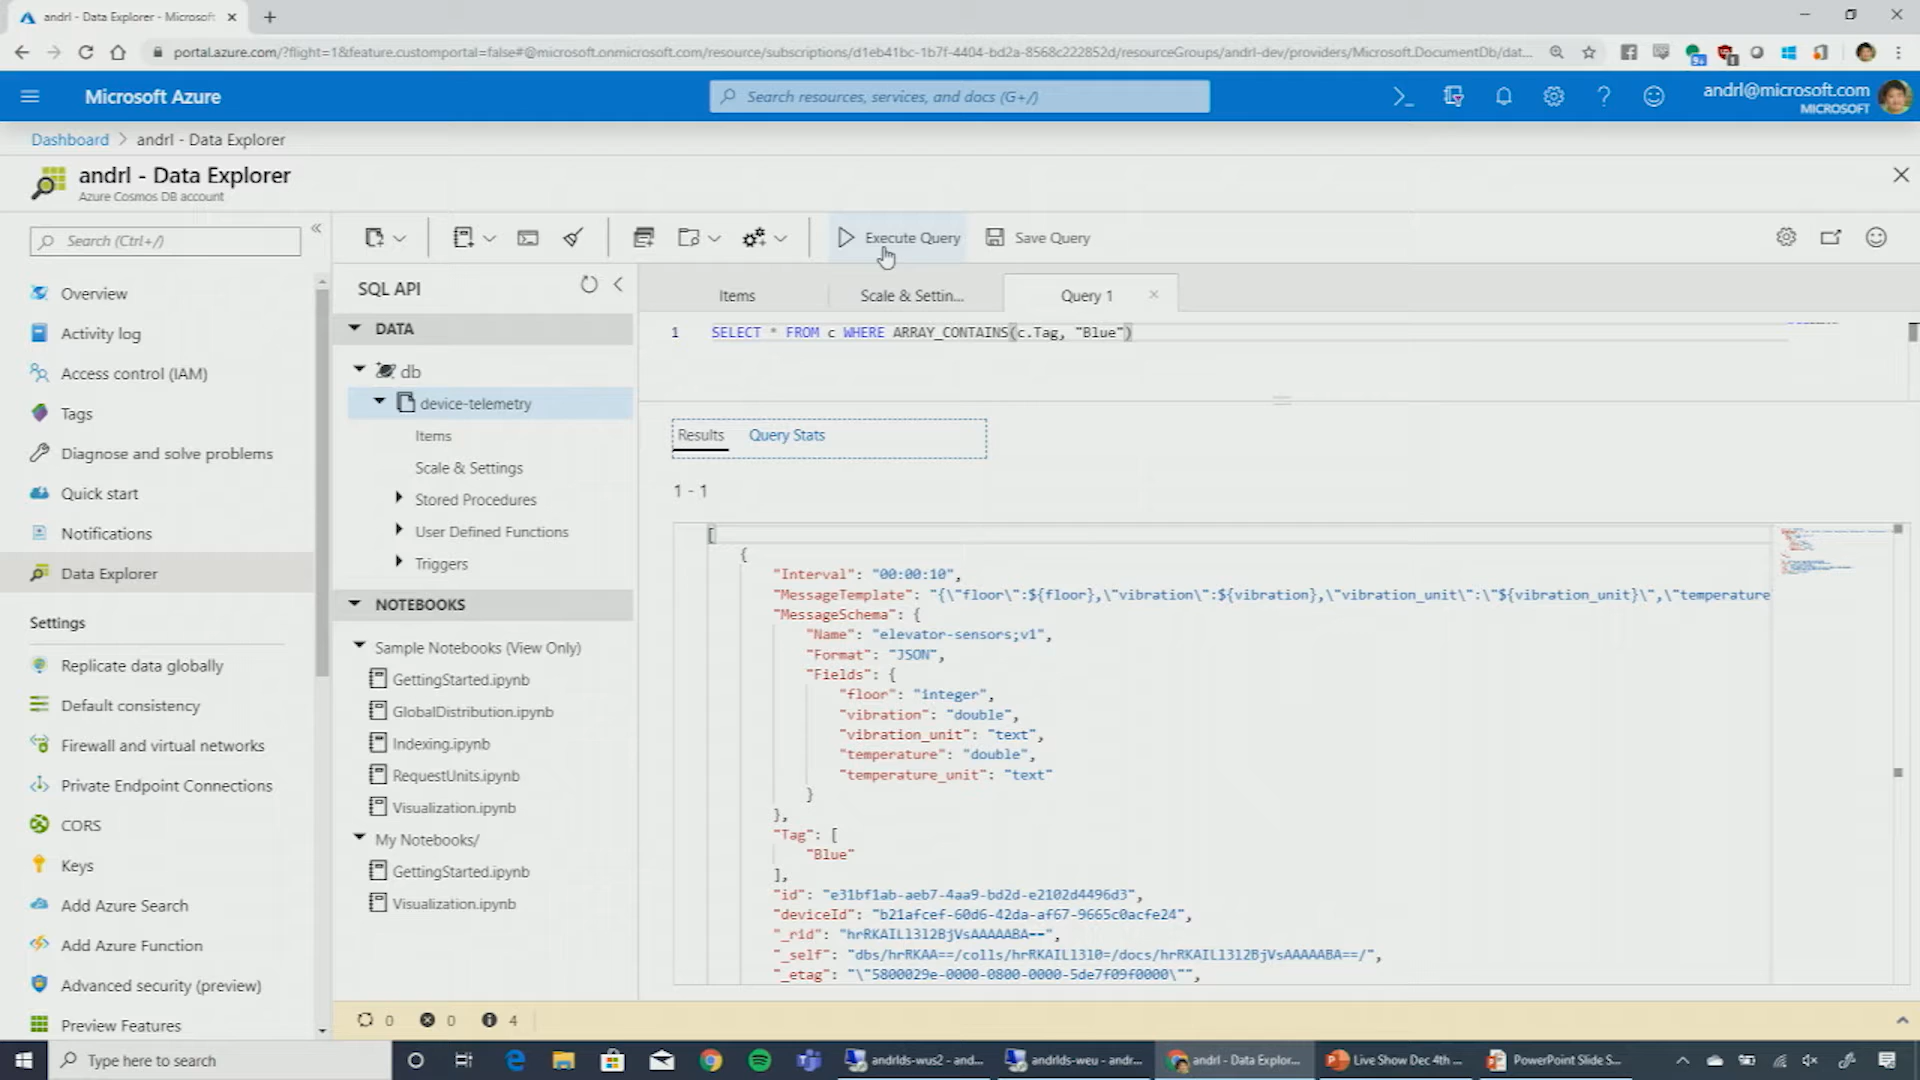 andrl - Data Explorer - Microsoft
portal.azure.com/?flight=1&feature.customportal=false#@microsoft.onmicrosoft.com/resource/subscriptions/d1eb41bc-1b7f-4404-bd2a-8568c222852d/resourceGroups/andrl-dev/providers/Microsoft.DocumentDb/dat...
Microsoft Azure
Search resources, services, and docs (G+/)
andrl@microsoft.com
MICROSOFT
Dashboard > andrl - Data Explorer
andrl - Data Explorer
Azure Cosmos DB account
Search (Ctrl+/)
Overview
Activity log
Access control (IAM)
Tags
Diagnose and solve problems
Quick start
Notifications
Data Explorer
Settings
Replicate data globally
Default consistency
Firewall and virtual networks
Private Endpoint Connections
CORS
Keys
Add Azure Search
Add Azure Function
Advanced security (preview)
Preview Features
Execute Query
Save Query
SQL API
DATA
db
device-telemetry
Items
Scale & Settings
Stored Procedures
User Defined Functions
Triggers
NOTEBOOKS
Sample Notebooks (View Only)
GettingStarted.ipynb
GlobalDistribution.ipynb
Indexing.ipynb
RequestUnits.ipynb
Visualization.ipynb
My Notebooks/
GettingStarted.ipynb
Visualization.ipynb
Items
Scale & Settin...
Query 1
1 SELECT * FROM c WHERE ARRAY_CONTAINS(c.Tag, "Blue")
Results
Query Stats
1 - 1
[
{
"Interval": "00:00:10",
"MessageTemplate": "{\"floor\":${floor},\"vibration\":${vibration},\"vibration_unit\":\"${vibration_unit}\",\"temperature
"MessageSchema": {
"Name": "elevator-sensors;v1",
"Format": "JSON",
"Fields": {
"floor": "integer",
"vibration": "double",
"vibration_unit": "text",
"temperature": "double",
"temperature_unit": "text"
}
},
"Tag": [
"Blue"
],
"id": "e31bf1ab-aeb7-4aa9-bd2d-e2102d4496d3",
"deviceId": "b21afcef-60d6-42da-af67-9665c0acfe24",
"_rid": "hrRKAIL13l2BjVsAAAAABA==",
"_self": "dbs/hrRKAA==/colls/hrRKAIL13l0=/docs/hrRKAIL13l2BjVsAAAAABA==/",
"_etag": "\"5800029e-0000-0800-0000-5de7f09f0000\"",
0
0
4
Type here to search
andrlds-wus2 - and...
andrlds-weu - andr...
andrl - Data Explor...
Live Show Dec 4th ...
PowerPoint Slide S...